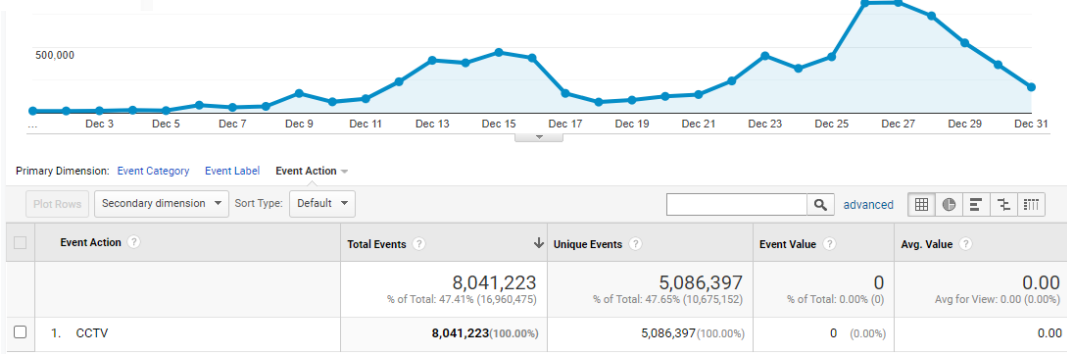 500,000
... Dec 3 Dec 5 Dec 7 Dec 9 Dec 11 Dec 13 Dec 15 Dec 17 Dec 19 Dec 21 Dec 23 Dec 25 Dec 27 Dec 29 Dec 31
Primary Dimension: Event Category Event Label Event Action
Plot Rows Secondary dimension Sort Type: Default advanced
Event Action ? Total Events ? Unique Events ? Event Value ? Avg. Value ?
8,041,223 5,086,397 0 0.00
% of Total: 47.41% (16,960,475) % of Total: 47.65% (10,675,152) % of Total: 0.00% (0) Avg for View: 0.00 (0.00%)
1. CCTV 8,041,223(100.00%) 5,086,397(100.00%) 0 (0.00%) 0.00